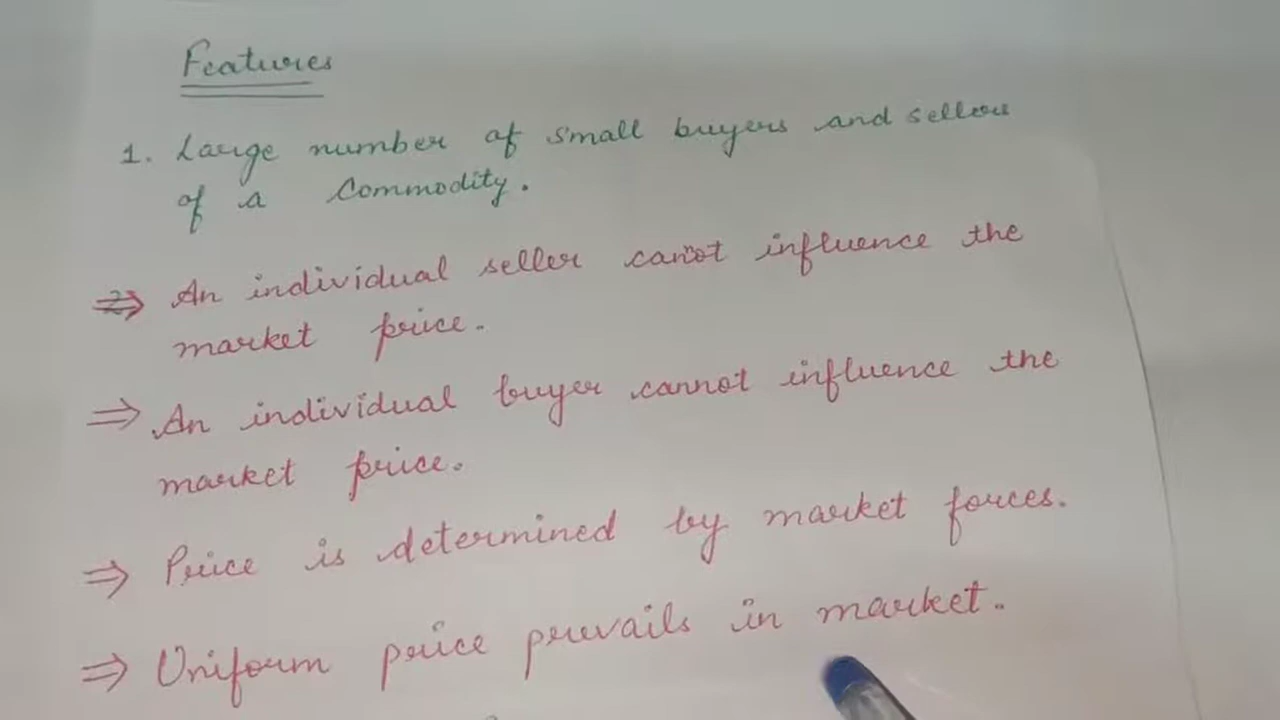 Features
1. Large number of small buyers and sellers
of a Commodity.
⇒ An individual seller cannot influence the
market price.
⇒ An individual buyer cannot influence the
market price.
⇒ Price is determined by market forces.
⇒ Uniform price prevails in market.